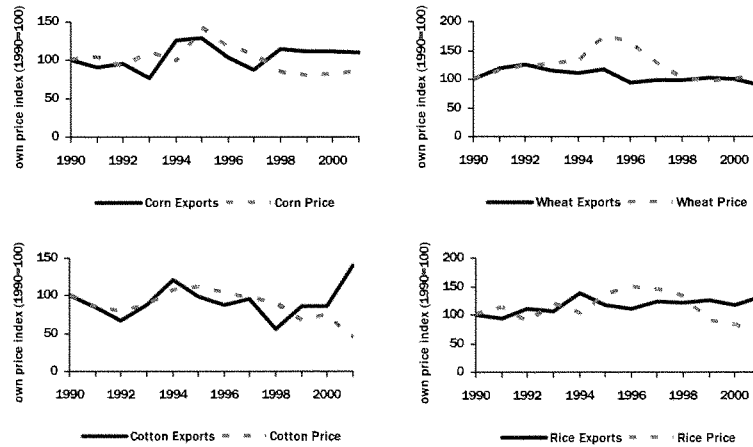 own price index (1990=100)
150
100
50
0
1990 1992 1994 1996 1998 2000
Corn Exports Corn Price
own price index (1990=100)
200
150
100
50
0
1990 1992 1994 1996 1998 2000
Wheat Exports Wheat Price
own price index (1990=100)
150
100
50
0
1990 1992 1994 1996 1998 2000
Cotton Exports Cotton Price
own price index (1990=100)
200
150
100
50
0
1990 1992 1994 1996 1998 2000
Rice Exports Rice Price